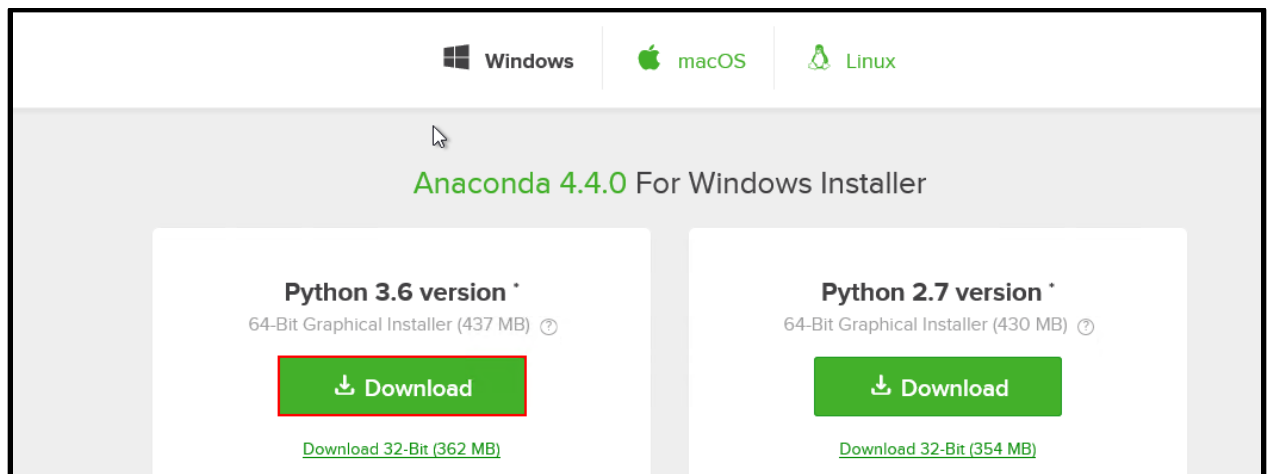 Windows macOS Linux
Anaconda 4.4.0 For Windows Installer
Python 3.6 version *
64-Bit Graphical Installer (437 MB) ?
Download
Download 32-Bit (362 MB)
Python 2.7 version *
64-Bit Graphical Installer (430 MB) ?
Download
Download 32-Bit (354 MB)